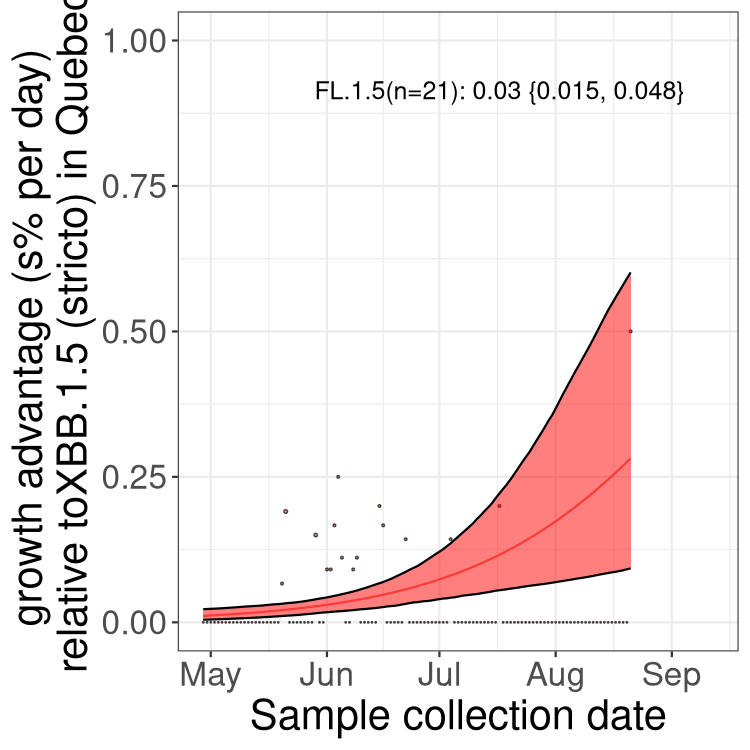 growth advantage (s% per day)
relative toXBB.1.5 (stricto) in Quebec
1.00
0.75
0.50
0.25
0.00
FL.1.5(n=21): 0.03 {0.015, 0.048}
May Jun Jul Aug Sep
Sample collection date